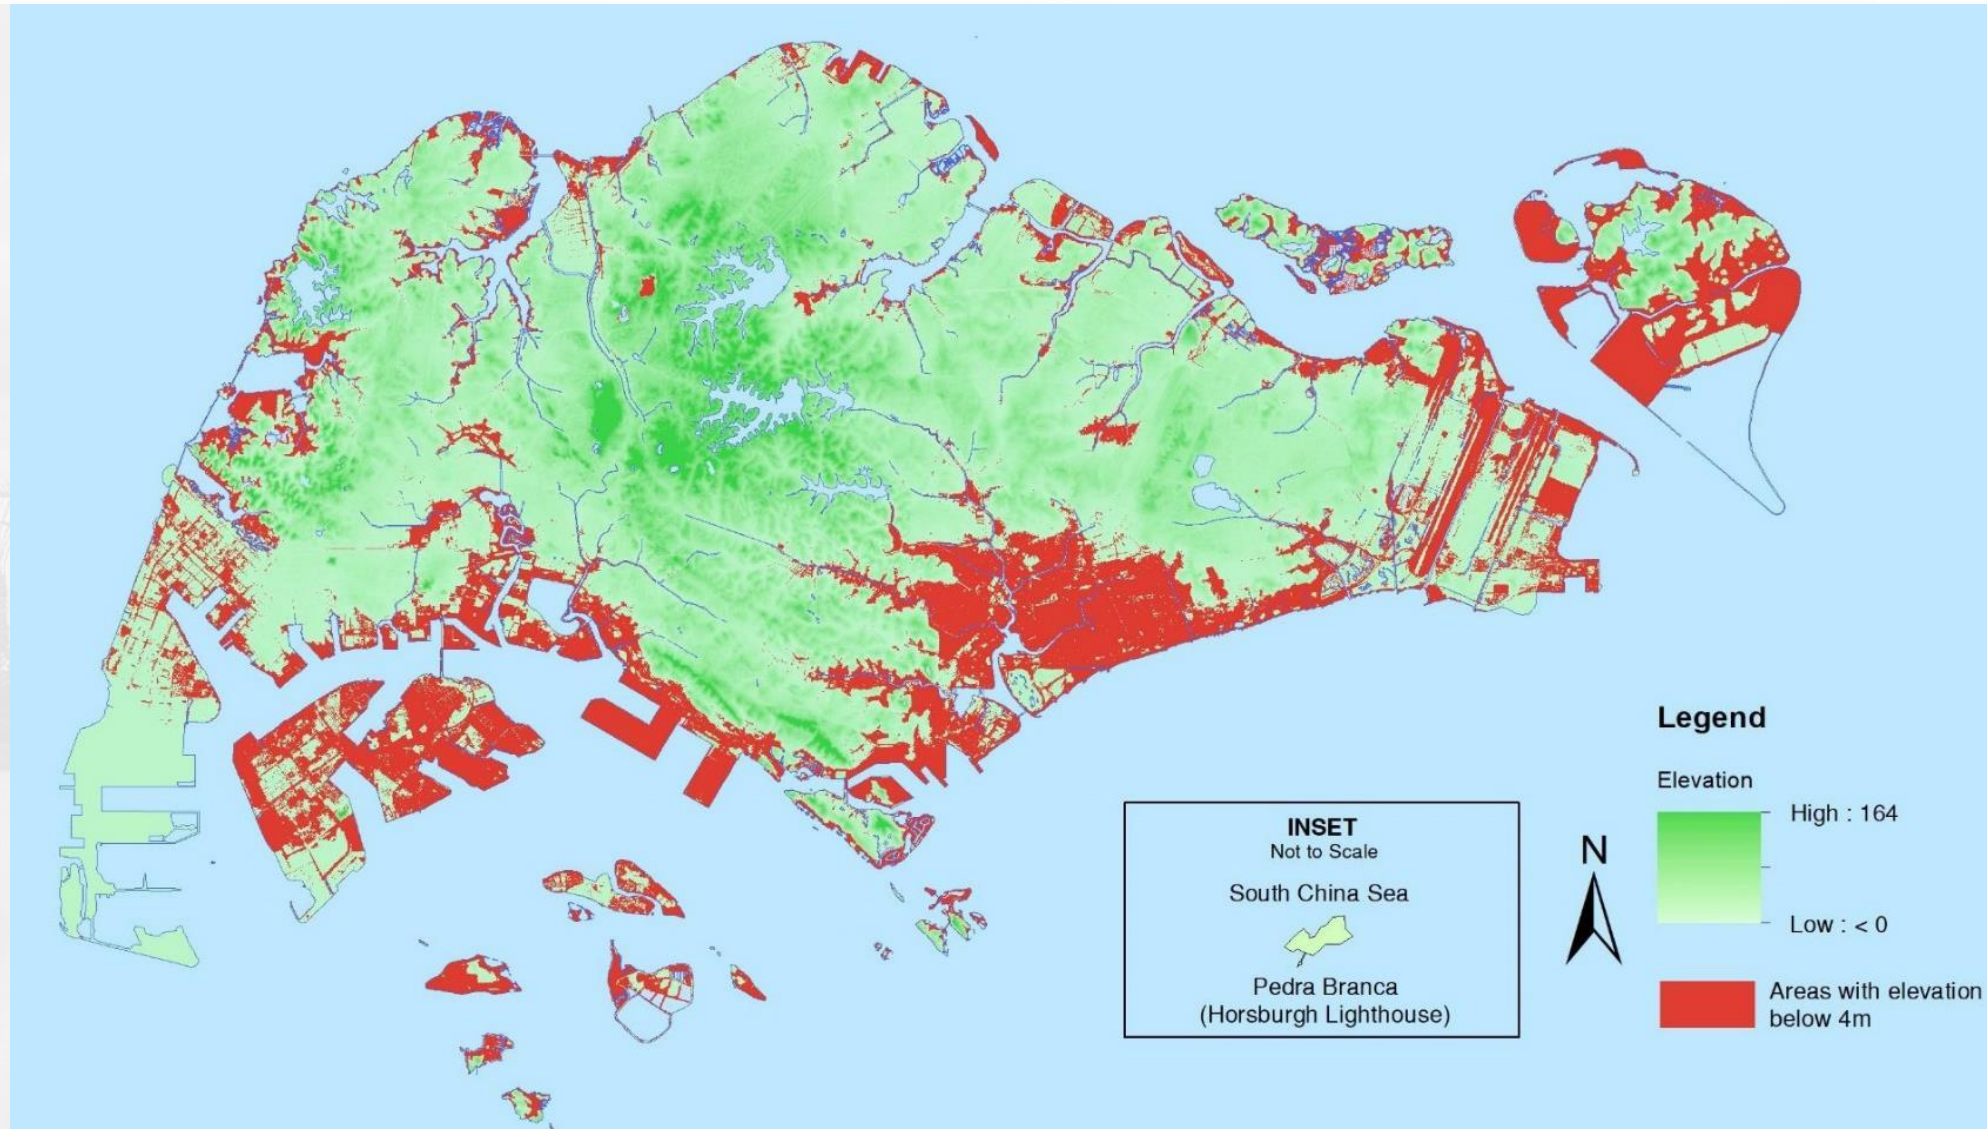 INSET
Not to Scale
South China Sea
Pedra Branca
(Horsburgh Lighthouse)
N
Legend
Elevation
High : 164
Low : < 0
Areas with elevation
below 4m